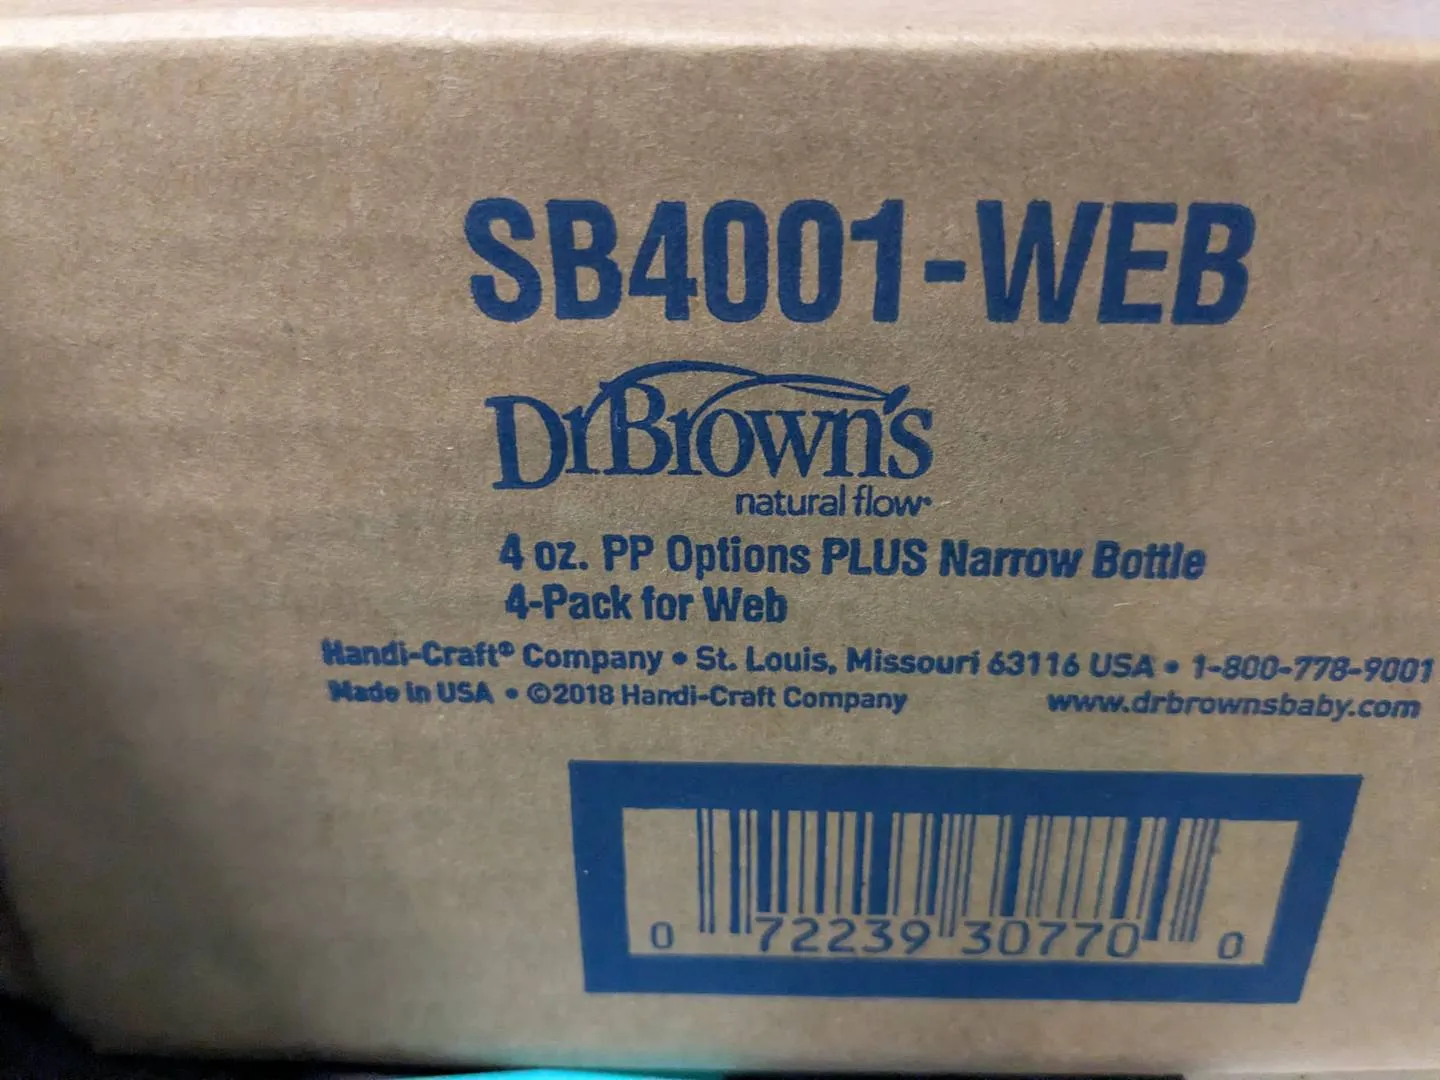 SB4001-WEB
DrBrown's
natural flow
4 oz. PP Options PLUS Narrow Bottle
4-Pack for Web
Handi-Craft® Company • St. Louis, Missouri 63116 USA • 1-800-778-9001
Made in USA • ©2018 Handi-Craft Company www.drbrownsbaby.com
0 72239 30770 0